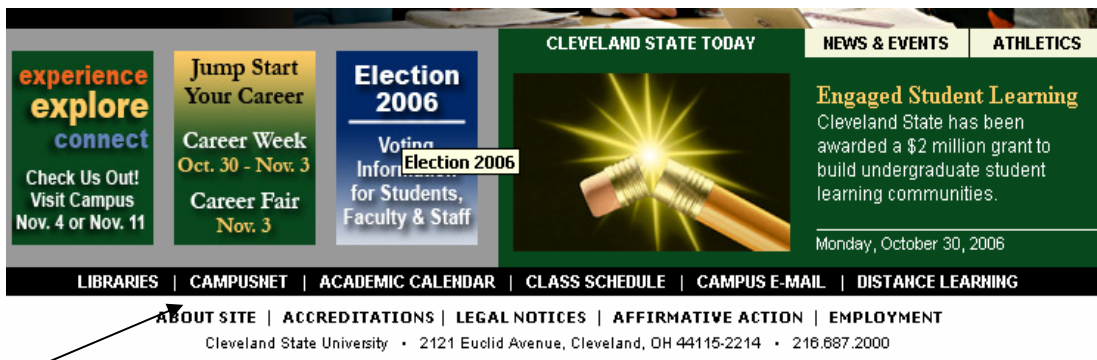 experience
explore
connect
Check Us Out!
Visit Campus
Nov. 4 or Nov. 11
Jump Start
Your Career
Career Week
Oct. 30 - Nov. 3
Career Fair
Nov. 3
Election
2006
Voting
Information
for Students,
Faculty & Staff
Election 2006
CLEVELAND STATE TODAY
NEWS & EVENTS
ATHLETICS
Engaged Student Learning
Cleveland State has been
awarded a $2 million grant to
build undergraduate student
learning communities.
Monday, October 30, 2006
LIBRARIES | CAMPUSNET | ACADEMIC CALENDAR | CLASS SCHEDULE | CAMPUS E-MAIL | DISTANCE LEARNING
ABOUT SITE | ACCREDITATIONS | LEGAL NOTICES | AFFIRMATIVE ACTION | EMPLOYMENT
Cleveland State University • 2121 Euclid Avenue, Cleveland, OH 44115-2214 • 216.687.2000